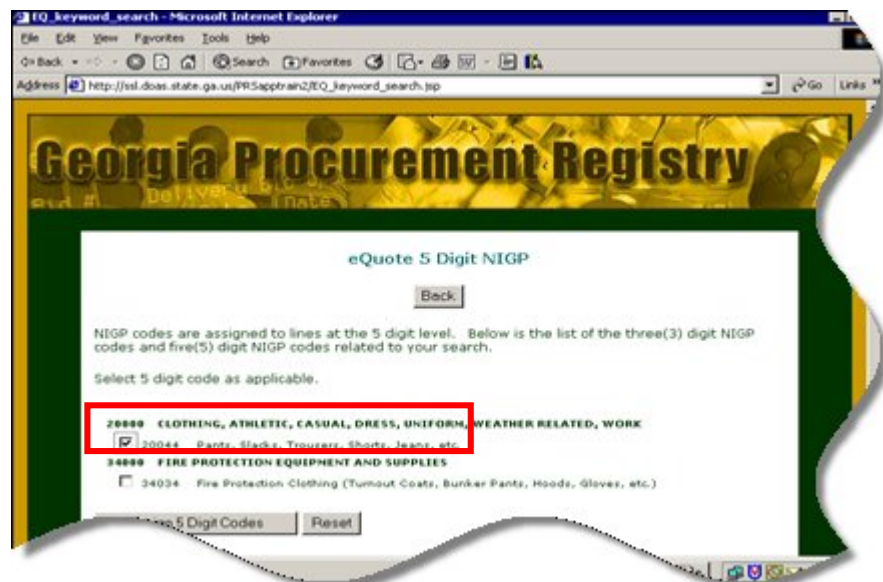 EQ_keyword_search - Microsoft Internet Explorer
File Edit View Favorites Tools Help
Back Search Favorites
Address http://ssl.doas.state.ga.us/PRSapptrain2/EQ_keyword_search.jsp Go Links
Georgia Procurement Registry
Bid # Delivery Bid
Date
eQuote 5 Digit NIGP
Back
NIGP codes are assigned to lines at the 5 digit level. Below is the list of the three(3) digit NIGP
codes and five(5) digit NIGP codes related to your search.
Select 5 digit code as applicable.
20000 CLOTHING, ATHLETIC, CASUAL, DRESS, UNIFORM, WEATHER RELATED, WORK
20044 Pants, Slacks, Trousers, Shorts, Jeans, etc.
34000 FIRE PROTECTION EQUIPMENT AND SUPPLIES
34034 Fire Protection Clothing (Turnout Coats, Bunker Pants, Hoods, Gloves, etc.)
5 Digit Codes Reset